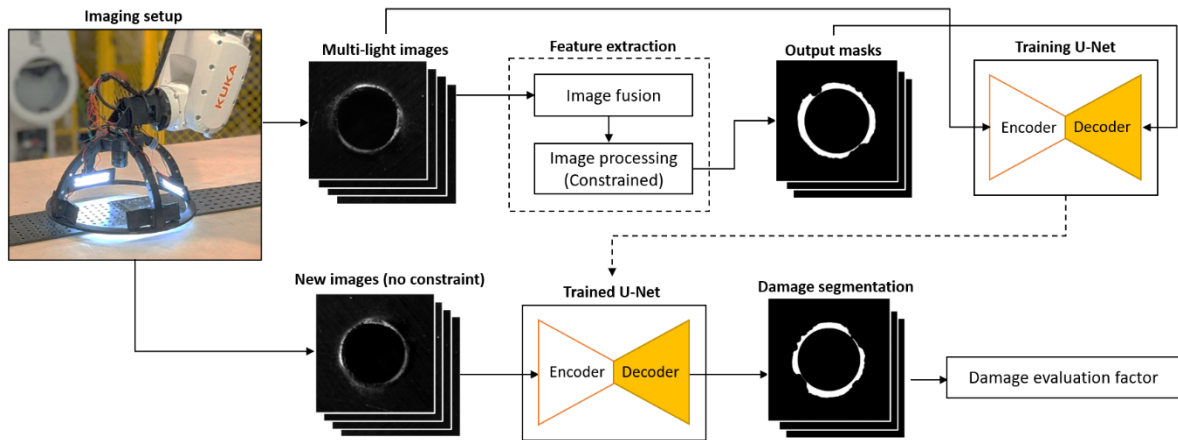 Imaging setup
KUKA
Multi-light images
Feature extraction
Image fusion
Image processing
(Constrained)
Output masks
Training U-Net
Encoder
Decoder
New images (no constraint)
Trained U-Net
Encoder
Decoder
Damage segmentation
Damage evaluation factor